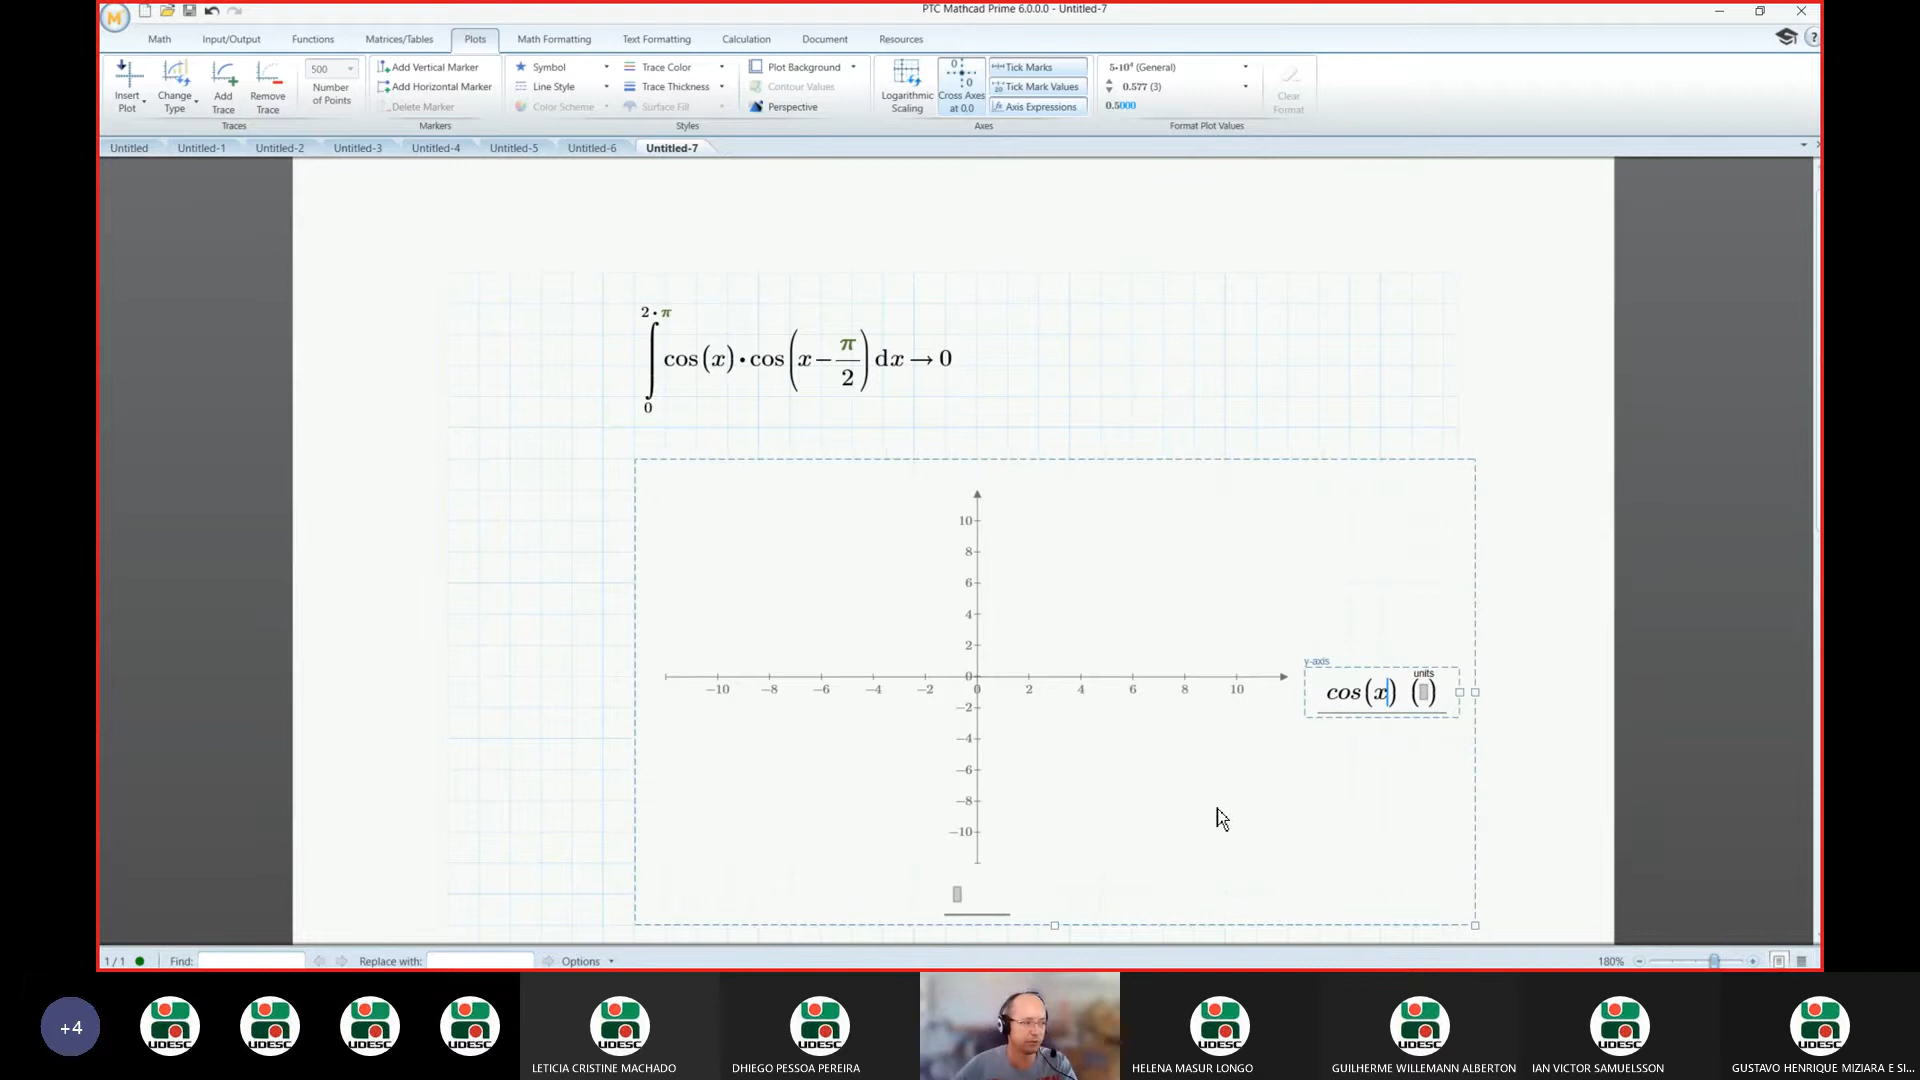 PTC Mathcad Prime 6.0.0.0 - Untitled-7
Math Input/Output Functions Matrices/Tables Plots Math Formatting Text Formatting Calculation Document Resources
Insert Plot
Change Type
Add Trace
Remove Trace
500
Number of Points
Traces
Add Vertical Marker
Add Horizontal Marker
Delete Marker
Markers
Symbol
Line Style
Color Scheme
Trace Color
Trace Thickness
Surface Fill
Plot Background
Contour Values
Perspective
Styles
Logarithmic Scaling
Cross Axes at 0,0
Tick Marks
Tick Mark Values
Axis Expressions
Axes
5•10⁴ (General)
0.577 (3)
0.5000
Clear Format
Format Plot Values
Untitled Untitled-1 Untitled-2 Untitled-3 Untitled-4 Untitled-5 Untitled-6 Untitled-7
2•π
∫ cos(x)•cos(x−π/2)dx→0
0
10
8
6
4
2
0
−10 −8 −6 −4 −2 0 2 4 6 8 10
−2
−4
−6
−8
−10
y-axis
units
cos(x) ()
1 / 1 Find: Replace with: Options 180%
+4
UDESC UDESC UDESC UDESC UDESC UDESC UDESC UDESC UDESC UDESC
LETICIA CRISTINE MACHADO
DHIEGO PESSOA PEREIRA
HELENA MASUR LONGO
GUILHERME WILLEMANN ALBERTON
IAN VICTOR SAMUELSSON
GUSTAVO HENRIQUE MIZIARA E SI...